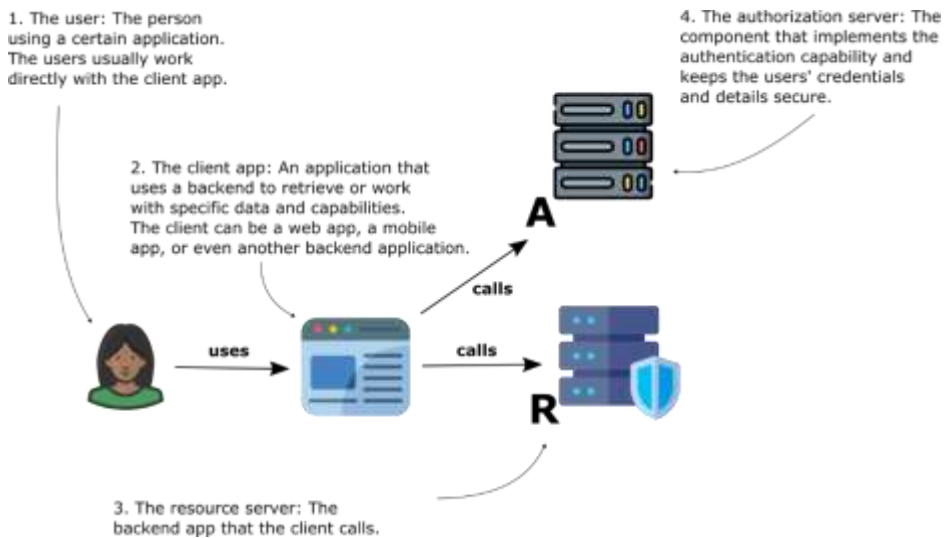 1. The user: The person
using a certain application.
The users usually work
directly with the client app.
4. The authorization server: The
component that implements the
authentication capability and
keeps the users' credentials
and details secure.
2. The client app: An application that
uses a backend to retrieve or work
with specific data and capabilities.
The client can be a web app, a mobile
app, or even another backend application.
A
calls
uses
calls
R
3. The resource server: The
backend app that the client calls.